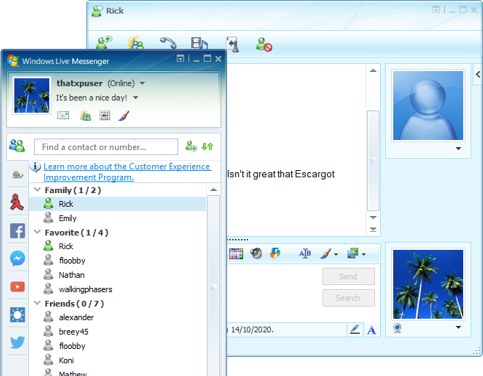 Rick
Windows Live Messenger
thatxpuser (Online)
It's been a nice day!
Find a contact or number...
Learn more about the Customer Experience
Improvement Program.
Family ( 1 / 2 )
Rick
Emily
Favorite ( 1 / 4 )
Rick
floobby
Nathan
walkingphasers
Friends ( 0 / 7 )
alexander
breey45
floobby
Koni
Mathew
Isn't it great that Escargot
Send
Search
14/10/2020.